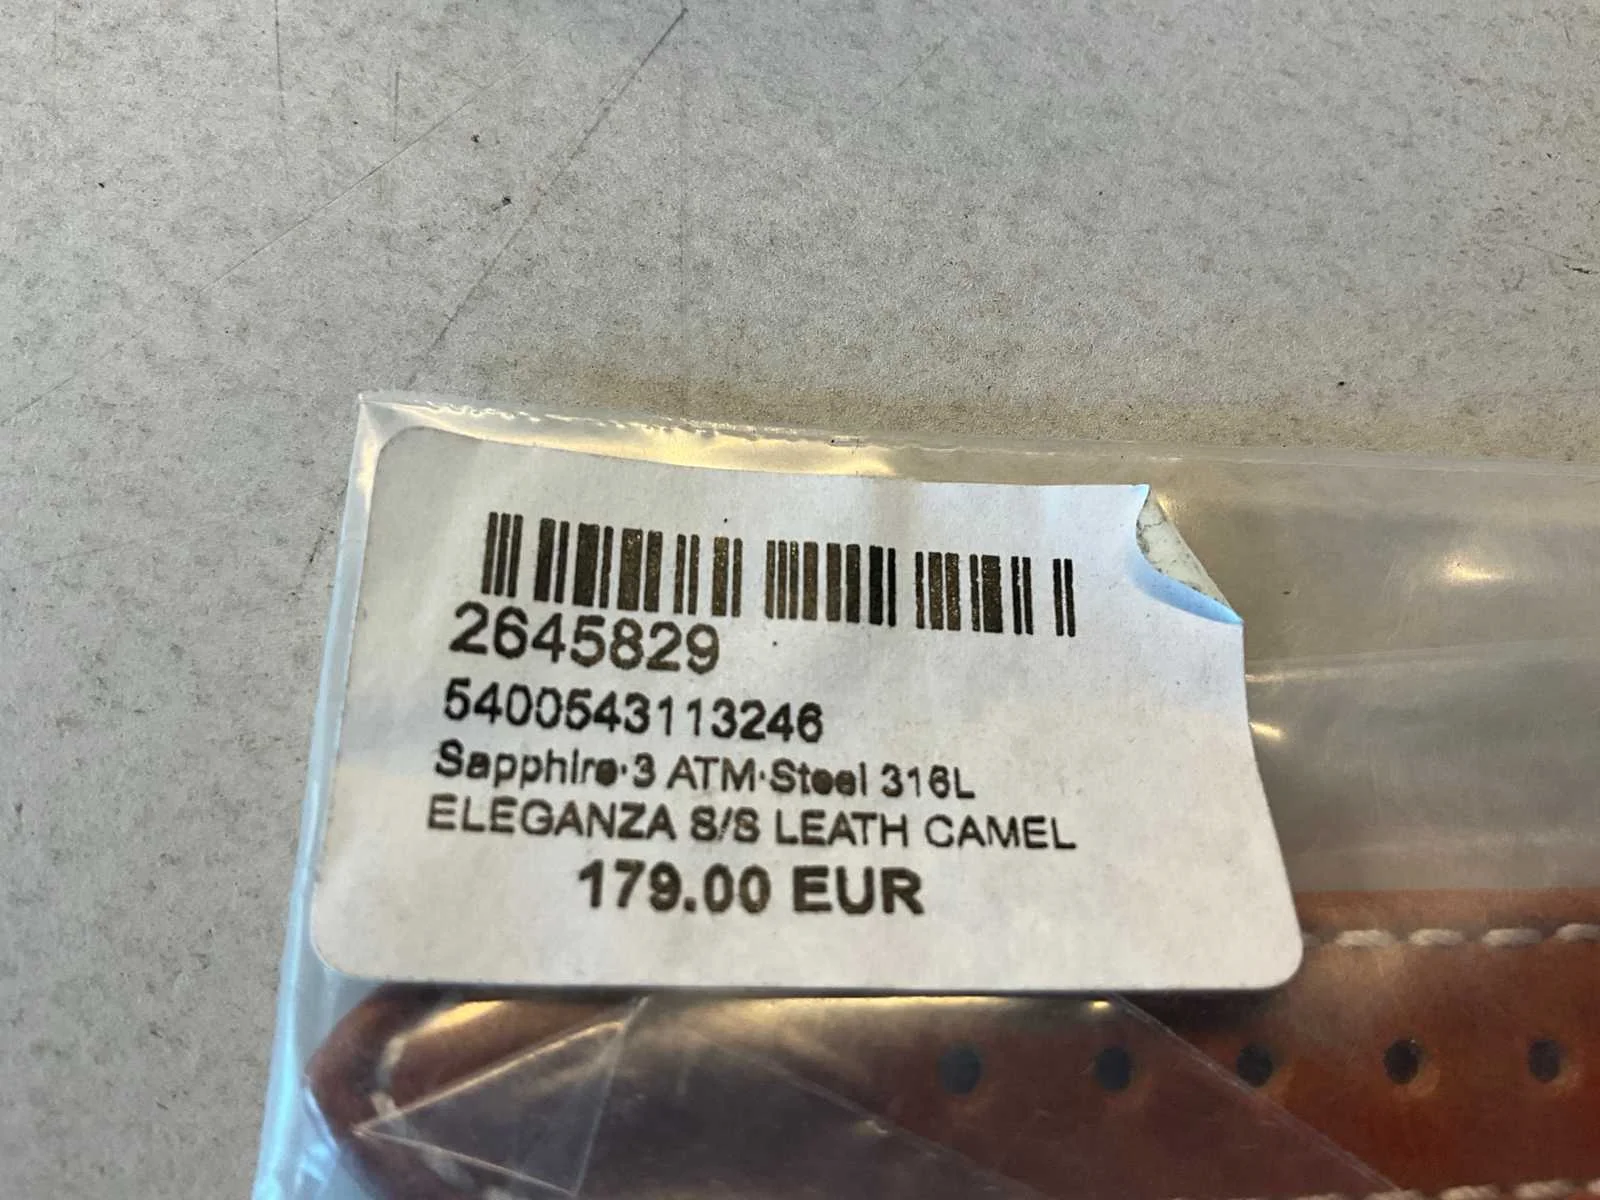 2645829
5400543113246
Sapphire·3 ATM·Steel 316L
ELEGANZA S/S LEATH CAMEL
179.00 EUR